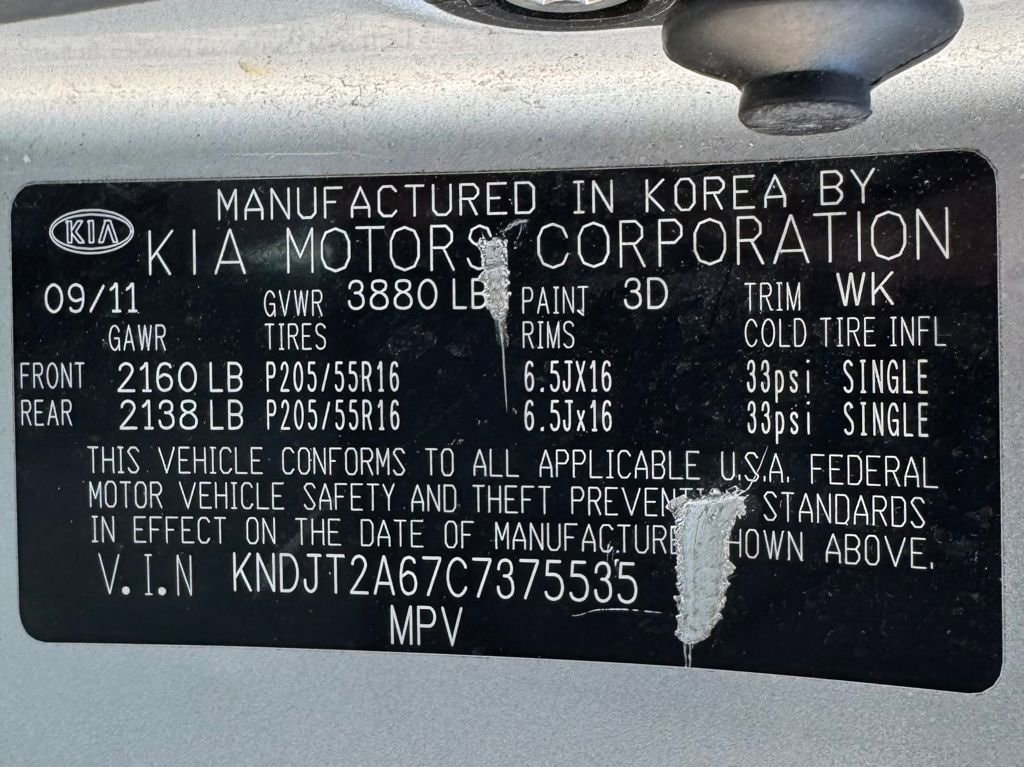 MANUFACTURED IN KOREA BY
KIA
KIA MOTORS CORPORATION
09/11 GVWR 3880 LB PAINT 3D TRIM WK
GAWR TIRES RIMS COLD TIRE INFL
FRONT 2160 LB P205/55R16 6.5JX16 33psi SINGLE
REAR 2138 LB P205/55R16 6.5Jx16 33psi SINGLE
THIS VEHICLE CONFORMS TO ALL APPLICABLE U.S.A. FEDERAL
MOTOR VEHICLE SAFETY AND THEFT PREVENTION STANDARDS
IN EFFECT ON THE DATE OF MANUFACTURE SHOWN ABOVE.
V.I.N KNDJT2A67C7375535
MPV